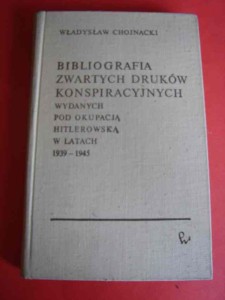 WŁADYSŁAW CHOJNACKI
BIBLIOGRAFIA
ZWARTYCH DRUKÓW
KONSPIRACYJNYCH
WYDANYCH
POD OKUPACJĄ
HITLEROWSKĄ
W LATACH
1939-1945